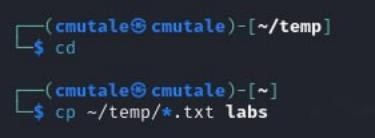 ┌──(cmutale㉿cmutale)-[~/temp]
└─$ cd
┌──(cmutale㉿cmutale)-[~]
└─$ cp ~/temp/*.txt labs